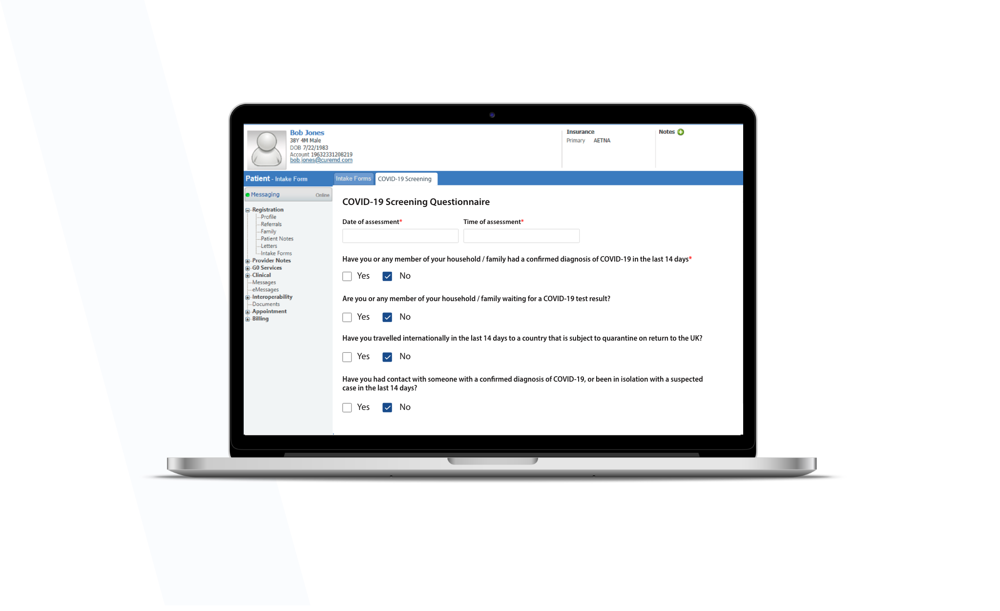 Bob Jones
38Y 4M Male
DOB 7/22/1983
Account 19632331208219
bob.jones@curemd.com
Insurance
Primary AETNA
Notes
Patient - Intake Form
Intake Forms
COVID-19 Screening
Messaging Online
Registration
Profile
Referrals
Family
Patient Notes
Letters
Intake Forms
Provider Notes
G0 Services
Clinical
Messages
eMessages
Interoperability
Documents
Appointment
Billing
COVID-19 Screening Questionnaire
Date of assessment* Time of assessment*
Have you or any member of your household / family had a confirmed diagnosis of COVID-19 in the last 14 days*
Yes No
Are you or any member of your household / family waiting for a COVID-19 test result?
Yes No
Have you travelled internationally in the last 14 days to a country that is subject to quarantine on return to the UK?
Yes No
Have you had contact with someone with a confirmed diagnosis of COVID-19, or been in isolation with a suspected
case in the last 14 days?
Yes No